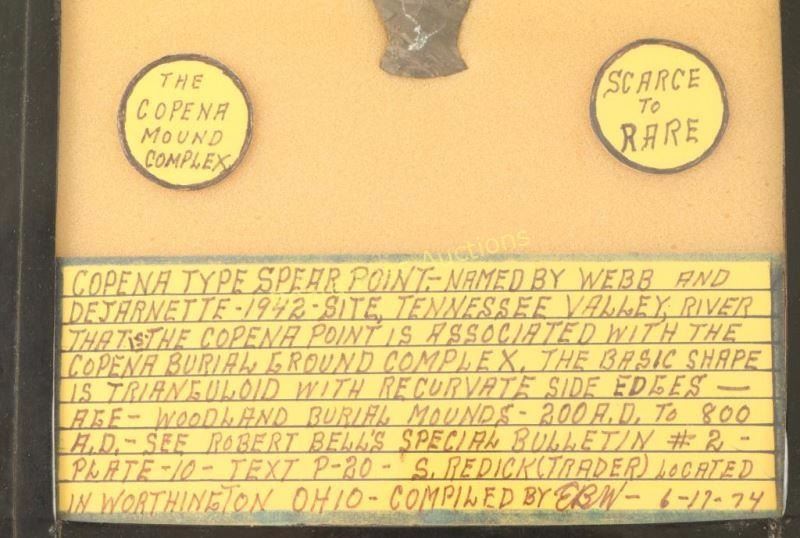 THE
COPENA
MOUND
COMPLEX
SCARCE
TO
RARE
Auctions
COPENA TYPE SPEAR POINT.-NAMED BY WEBB AND
DEJARNETTE-1942-SITE, TENNESSEE VALLEY; RIVER
THAT IS THE COPENA POINT IS ASSOCIATED WITH THE
COPENA BURIAL GROUND COMPLEX. THE BASIC SHAPE
IS TRIANGULOID WITH RECURVATE SIDE EDGES —
AGE- WOODLAND BURIAL MOUNDS- 200 A.D. TO 800
A.D.- SEE ROBERT BELL'S SPECIAL BULLETIN # 2 -
PLATE-10- TEXT P-20- S. REDICK (TRADER) LOCATED
IN WORTHINGTON OHIO- COMPILED BY EBW- 6-17-74